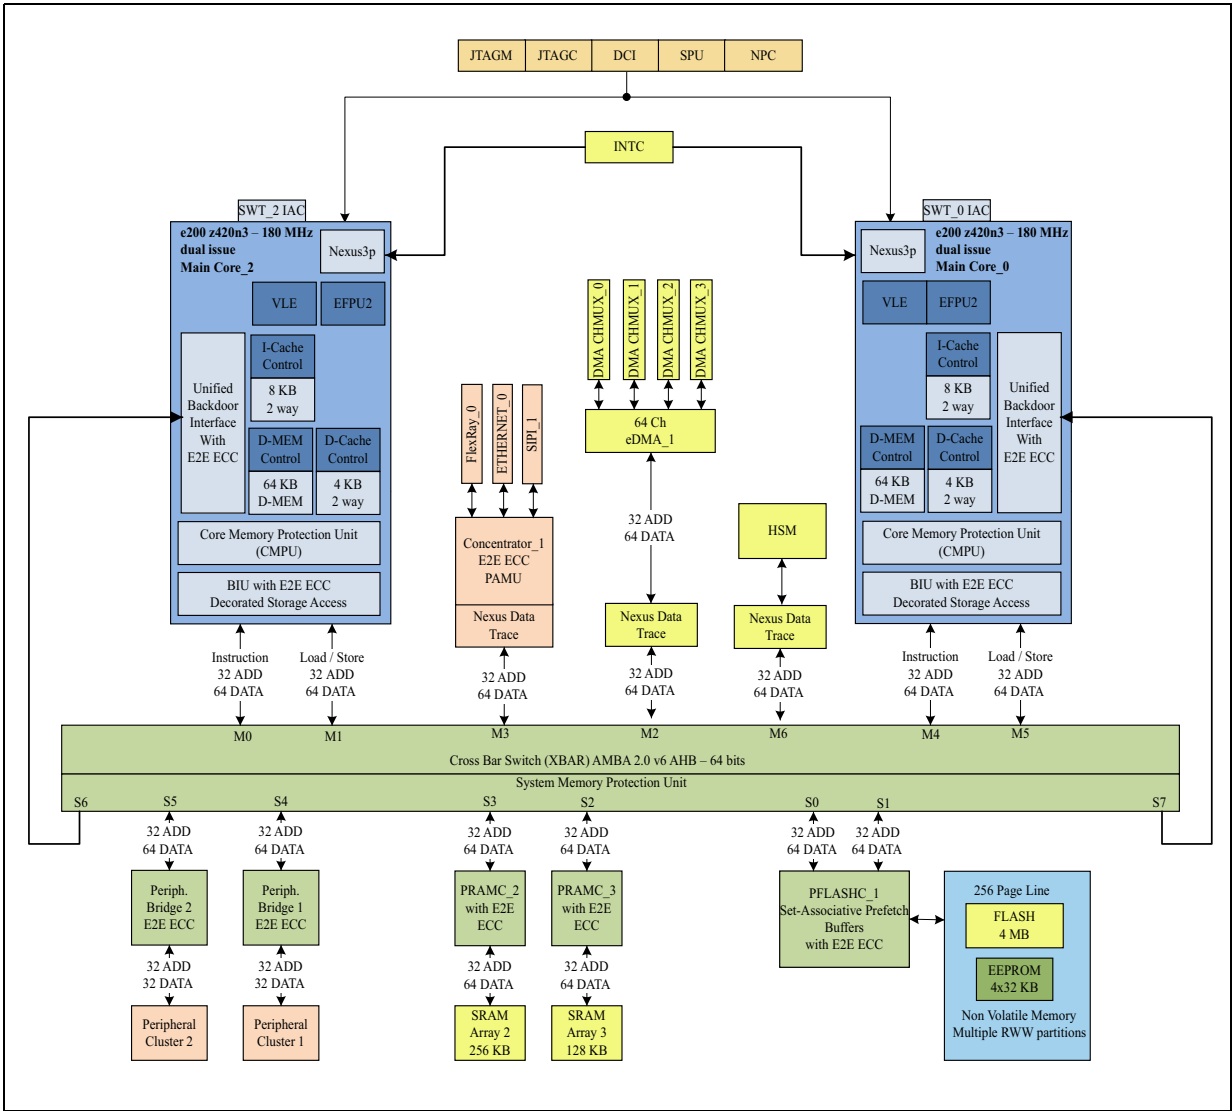 JTAGM JTAGC DCI SPU NPC
INTC
SWT_2 IAC
e200 z420n3 – 180 MHz
dual issue
Main Core_2
Nexus3p
VLE
EFPU2
I-Cache
Control
8 KB
2 way
Unified
Backdoor
Interface
With
E2E ECC
D-MEM
Control
64 KB
D-MEM
D-Cache
Control
4 KB
2 way
Core Memory Protection Unit
(CMPU)
BIU with E2E ECC
Decorated Storage Access
Instruction
32 ADD
64 DATA
Load / Store
32 ADD
64 DATA
FlexRay_0
ETHERNET_0
SIPI_1
Concentrator_1
E2E ECC
PAMU
Nexus Data
Trace
32 ADD
64 DATA
DMA CHMUX_0
DMA CHMUX_1
DMA CHMUX_2
DMA CHMUX_3
64 Ch
eDMA_1
32 ADD
64 DATA
Nexus Data
Trace
32 ADD
64 DATA
HSM
Nexus Data
Trace
32 ADD
64 DATA
SWT_0 IAC
Nexus3p
e200 z420n3 – 180 MHz
dual issue
Main Core_0
VLE
EFPU2
I-Cache
Control
8 KB
2 way
Unified
Backdoor
Interface
With
E2E ECC
D-MEM
Control
64 KB
D-MEM
D-Cache
Control
4 KB
2 way
Core Memory Protection Unit
(CMPU)
BIU with E2E ECC
Decorated Storage Access
Instruction
32 ADD
64 DATA
Load / Store
32 ADD
64 DATA
M0 M1 M3 M2 M6 M4 M5
Cross Bar Switch (XBAR) AMBA 2.0 v6 AHB – 64 bits
System Memory Protection Unit
S6 S5 S4 S3 S2 S0 S1 S7
32 ADD
64 DATA
Periph.
Bridge 2
E2E ECC
32 ADD
32 DATA
Peripheral
Cluster 2
32 ADD
64 DATA
Periph.
Bridge 1
E2E ECC
32 ADD
32 DATA
Peripheral
Cluster 1
32 ADD
64 DATA
PRAMC_2
with E2E
ECC
32 ADD
64 DATA
SRAM
Array 2
256 KB
32 ADD
64 DATA
PRAMC_3
with E2E
ECC
32 ADD
64 DATA
SRAM
Array 3
128 KB
32 ADD
64 DATA
32 ADD
64 DATA
PFLASHC_1
Set-Associative Prefetch
Buffers
with E2E ECC
256 Page Line
FLASH
4 MB
EEPROM
4x32 KB
Non Volatile Memory
Multiple RWW partitions